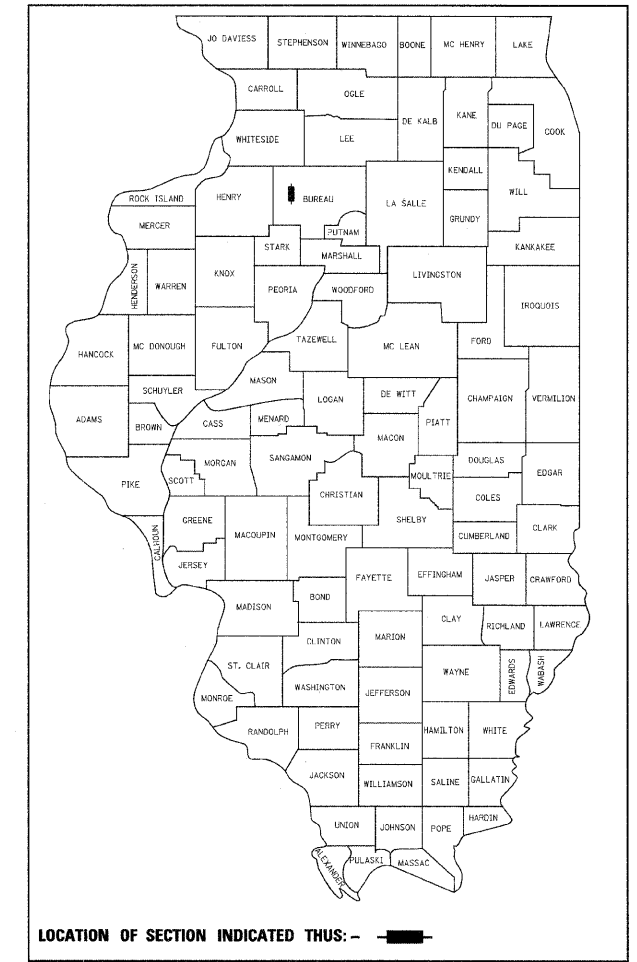 JO DAVIESS
STEPHENSON
WINNEBAGO
BOONE
MC HENRY
LAKE
CARROLL
OGLE
DE KALB
KANE
DU PAGE
COOK
WHITESIDE
LEE
KENDALL
WILL
ROCK ISLAND
HENRY
BUREAU
LA SALLE
GRUNDY
MERCER
PUTNAM
STARK
MARSHALL
KANKAKEE
HENDERSON
WARREN
KNOX
PEORIA
WOODFORD
LIVINGSTON
IROQUOIS
HANCOCK
MC DONOUGH
FULTON
TAZEWELL
MC LEAN
FORD
SCHUYLER
MASON
LOGAN
DE WITT
CHAMPAIGN
VERMILION
ADAMS
BROWN
CASS
MENARD
PIATT
MACON
PIKE
SCOTT
MORGAN
SANGAMON
CHRISTIAN
MOULTRIE
DOUGLAS
EDGAR
COLES
CALHOUN
GREENE
MACOUPIN
MONTGOMERY
SHELBY
CUMBERLAND
CLARK
JERSEY
FAYETTE
EFFINGHAM
JASPER
CRAWFORD
MADISON
BOND
CLAY
RICHLAND
LAWRENCE
CLINTON
MARION
ST. CLAIR
WAYNE
EDWARDS
WABASH
WASHINGTON
JEFFERSON
MONROE
RANDOLPH
PERRY
HAMILTON
WHITE
FRANKLIN
JACKSON
WILLIAMSON
SALINE
GALLATIN
UNION
JOHNSON
POPE
HARDIN
ALEXANDER
PULASKI
MASSAC
LOCATION OF SECTION INDICATED THUS: -